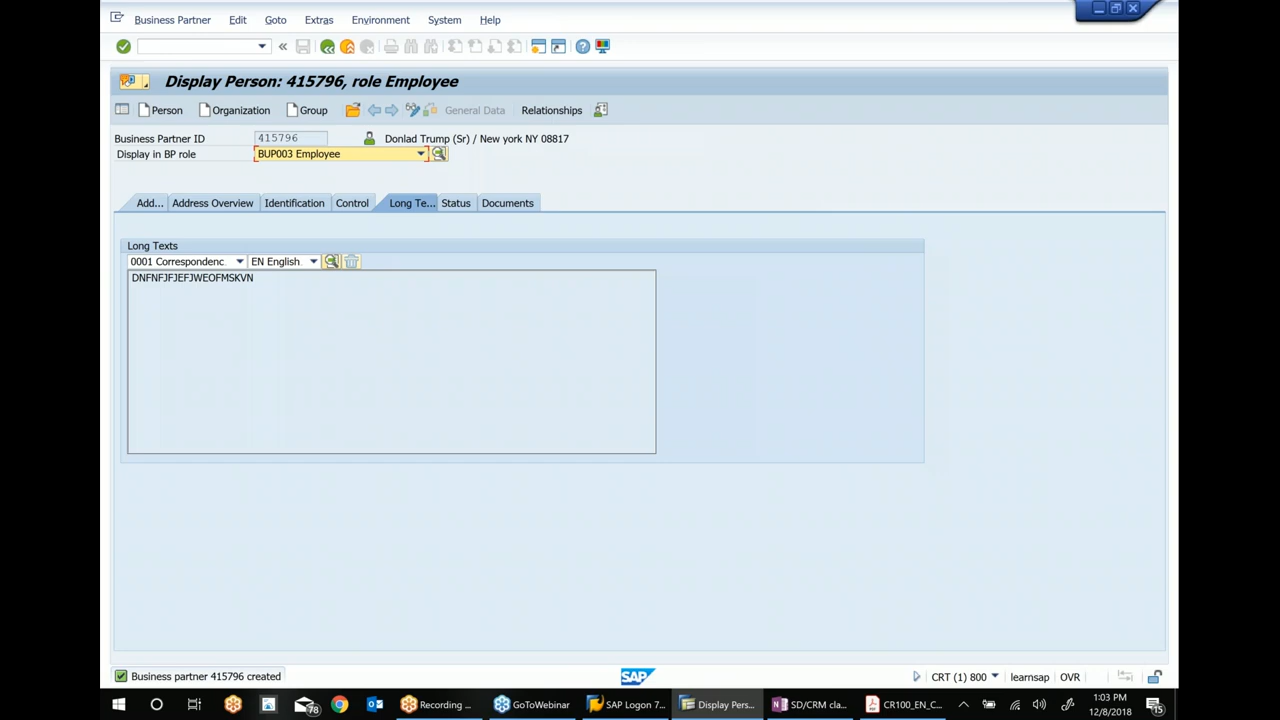 Business Partner Edit Goto Extras Environment System Help
Display Person: 415796, role Employee
Person Organization Group General Data Relationships
Business Partner ID 415796 Donlad Trump (Sr) / New york NY 08817
Display in BP role BUP003 Employee
Add... Address Overview Identification Control Long Te... Status Documents
Long Texts
0001 Correspondenc EN English
DNFNFJFJEFJWEOFMSKVN
Business partner 415796 created SAP CRT (1) 800 learnsap OVR
78 Recording ... GoToWebinar SAP Logon 7... Display Pers... SD/CRM cla... CR100_EN_C... 1:03 PM
12/8/2018 15